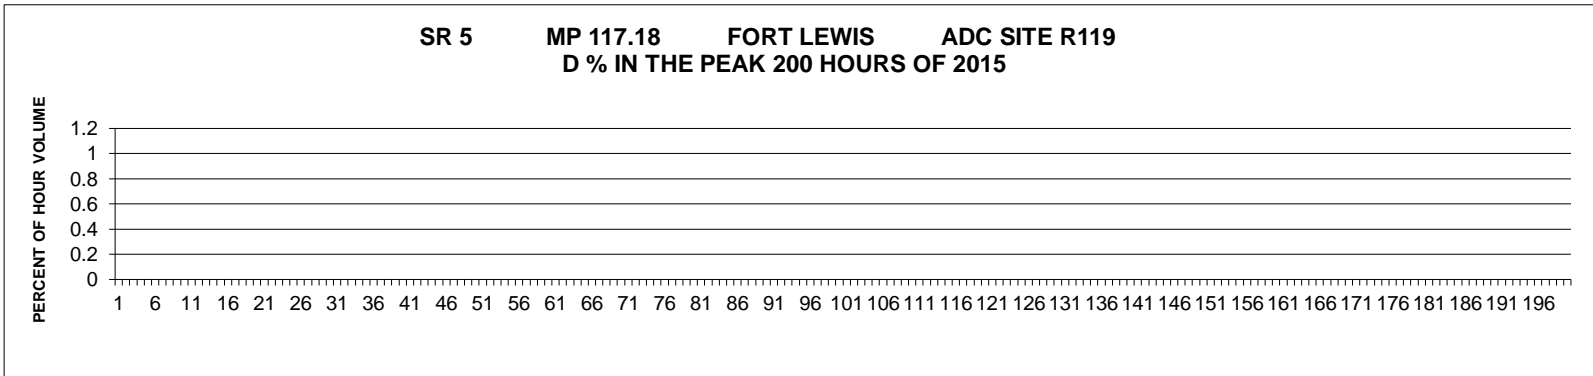 SR 5 MP 117.18 FORT LEWIS ADC SITE R119
D % IN THE PEAK 200 HOURS OF 2015
PERCENT OF HOUR VOLUME
1.2
1
0.8
0.6
0.4
0.2
0
1 6 11 16 21 26 31 36 41 46 51 56 61 66 71 76 81 86 91 96 101 106 111 116 121 126 131 136 141 146 151 156 161 166 171 176 181 186 191 196